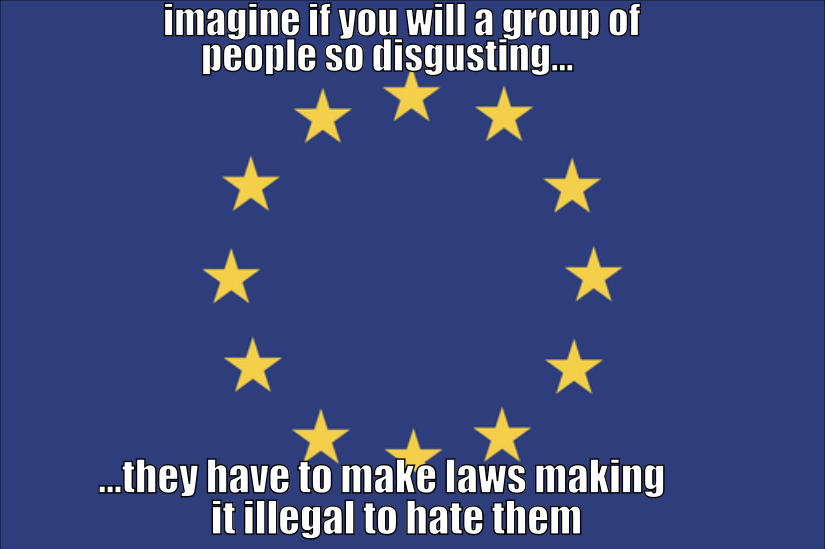 imagine if you will a group of
people so disgusting...
...they have to make laws making
it illegal to hate them